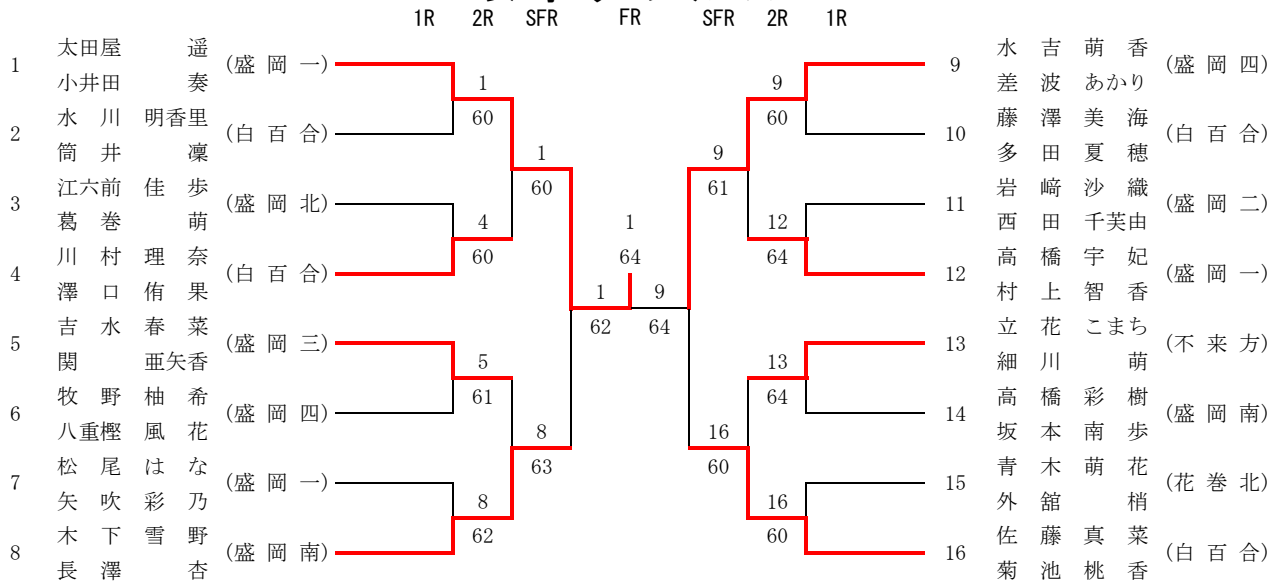 1R 2R SFR FR SFR 2R 1R
1 太田屋 遥 (盛岡一)
小井田 奏
2 水川 明香里 (白百合)
筒井 凜
3 江六前 佳歩 (盛岡北)
葛巻 萌
4 川村 理奈 (白百合)
澤口 侑果
5 吉水 春菜 (盛岡三)
関 亜矢香
6 牧野 柚希 (盛岡四)
八重樫 風花
7 松尾 はな (盛岡一)
矢吹 彩乃
8 木下 雪野 (盛岡南)
長澤 杏
1
60
4
60
5
61
8
62
1
60
8
63
1
62
1
64
9
64
9
61
16
60
9
60
12
64
13
64
16
60
9 水吉萌香 (盛岡四)
差波あかり
10 藤澤美海 (白百合)
多田夏穂
11 岩﨑沙織 (盛岡二)
西田千芙由
12 高橋宇妃 (盛岡一)
村上智香
13 立花こまち (不来方)
細川 萌
14 高橋彩樹 (盛岡南)
坂本南歩
15 青木萌花 (花巻北)
外舘 梢
16 佐藤真菜 (白百合)
菊池桃香